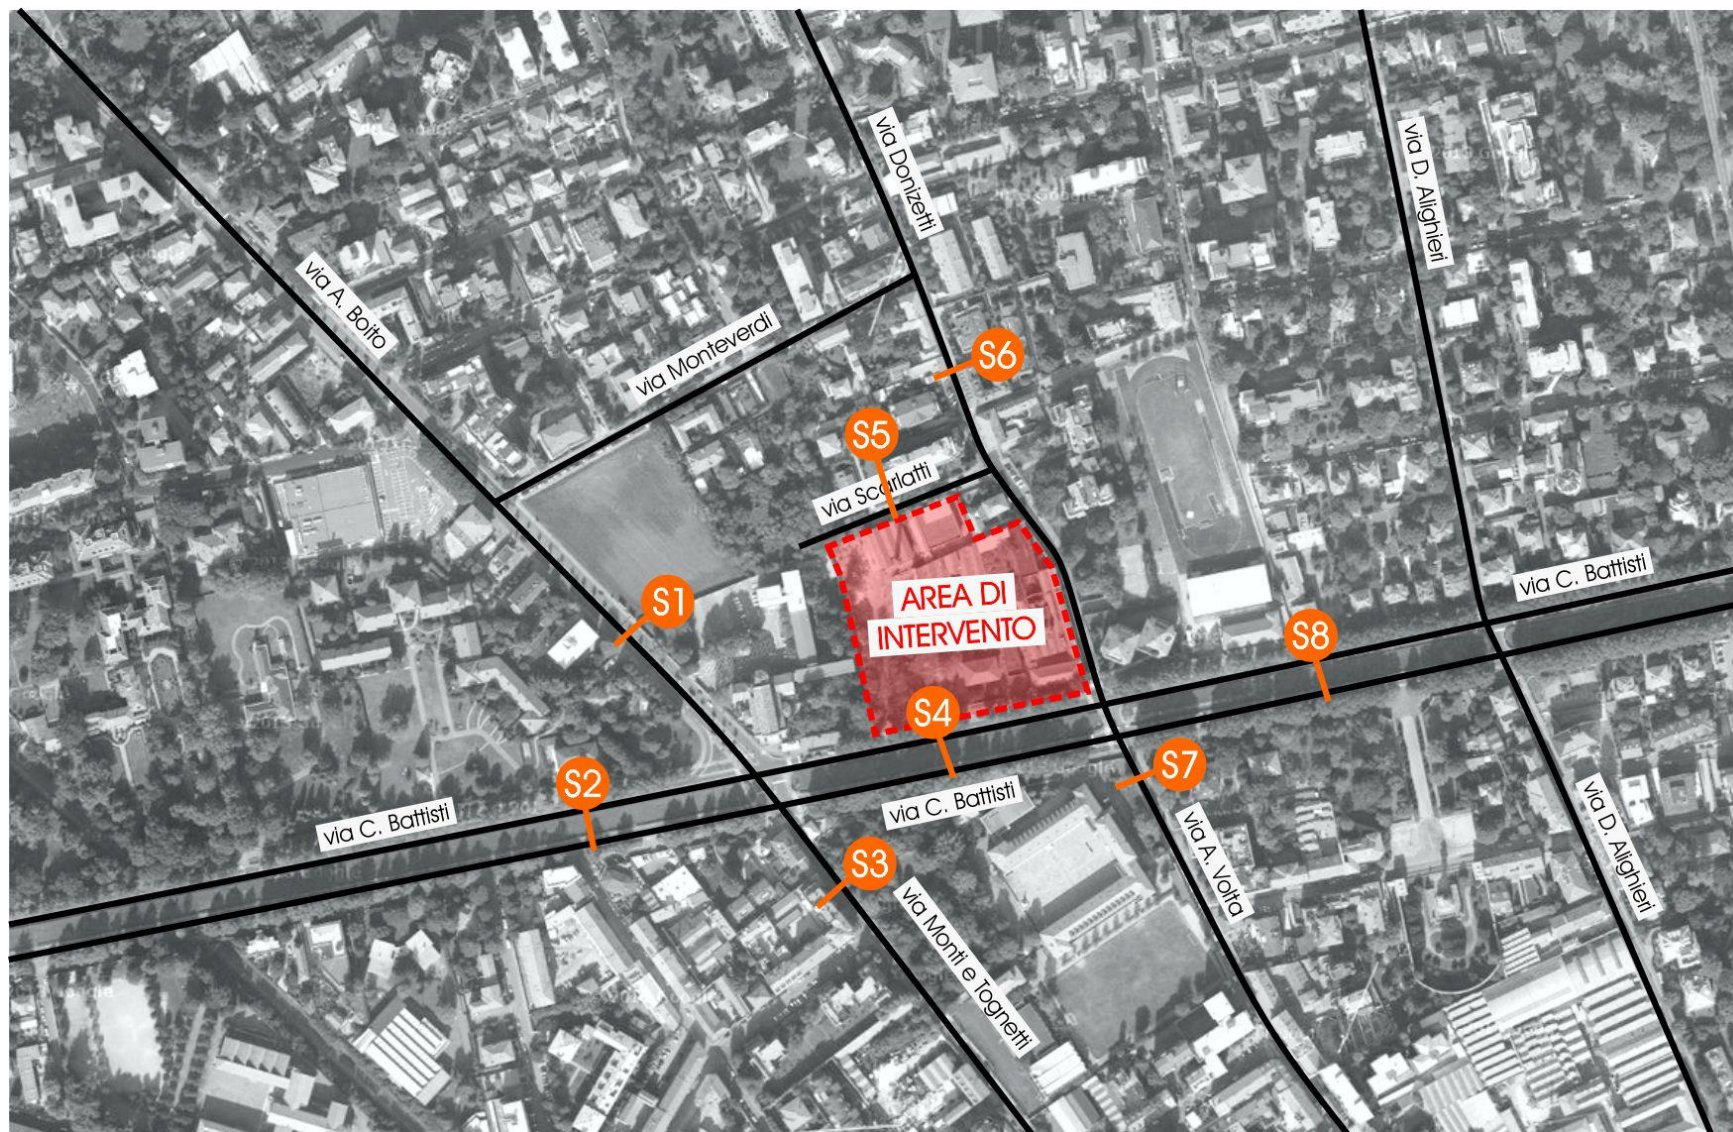 via Donizetti
via D. Alighieri
via A. Boito
via Monteverdi
S6
S5
via Scarlatti
via C. Battisti
S1
AREA DI
INTERVENTO
S8
S4
S7
S2
via C. Battisti
via C. Battisti
S3
via A. Volta
via D. Alighieri
via Monti e Tognetti